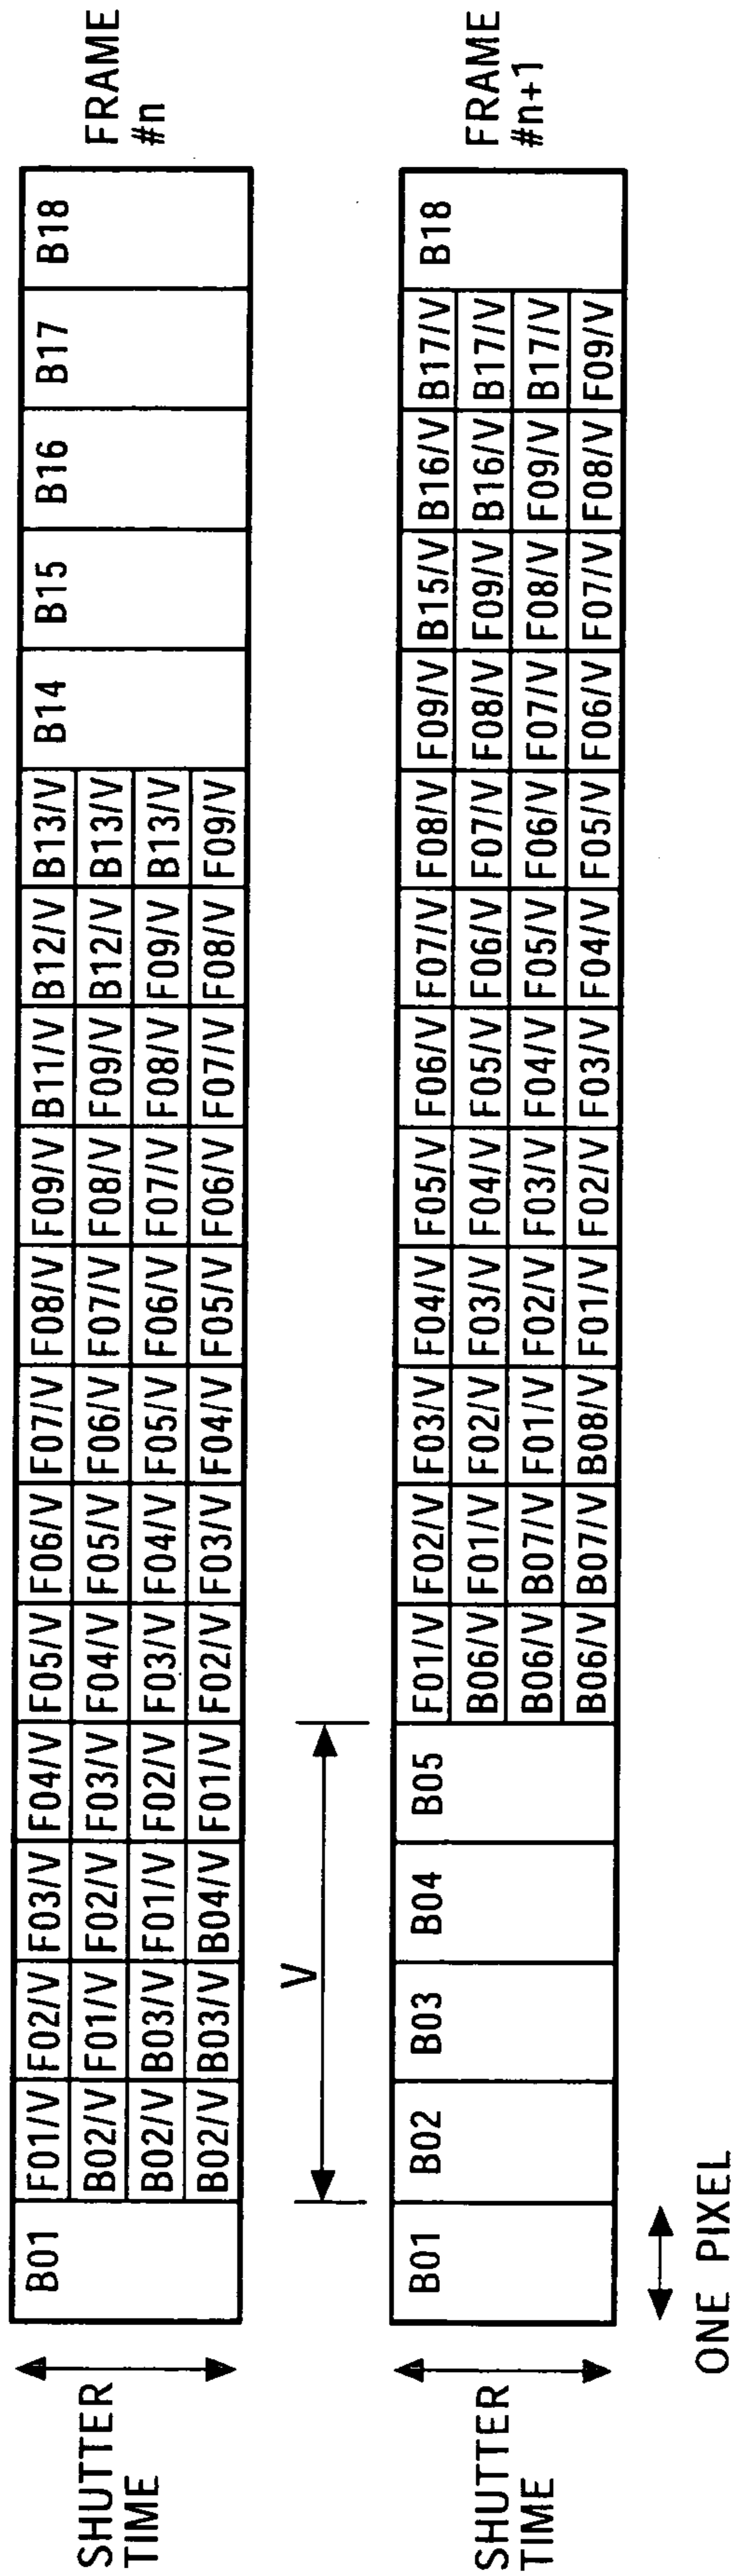 B01 F01/V F02/V F03/V F04/V F05/V F06/V F07/V F08/V F09/V B11/V B12/V B13/V B14 B15 B16 B17 B18
B02/V F01/V F02/V F03/V F04/V F05/V F06/V F07/V F08/V F09/V B12/V B13/V
B02/V B03/V F01/V F02/V F03/V F04/V F05/V F06/V F07/V F08/V F09/V B13/V
B02/V B03/V B04/V F01/V F02/V F03/V F04/V F05/V F06/V F07/V F08/V F09/V
SHUTTER
TIME
FRAME
#n
V
B01 B02 B03 B04 B05 F01/V F02/V F03/V F04/V F05/V F06/V F07/V F08/V F09/V B15/V B16/V B17/V B18
B06/V F01/V F02/V F03/V F04/V F05/V F06/V F07/V F08/V F09/V B16/V B17/V
B06/V B07/V F01/V F02/V F03/V F04/V F05/V F06/V F07/V F08/V F09/V B17/V
B06/V B07/V B08/V F01/V F02/V F03/V F04/V F05/V F06/V F07/V F08/V F09/V
SHUTTER
TIME
FRAME
#n+1
ONE PIXEL